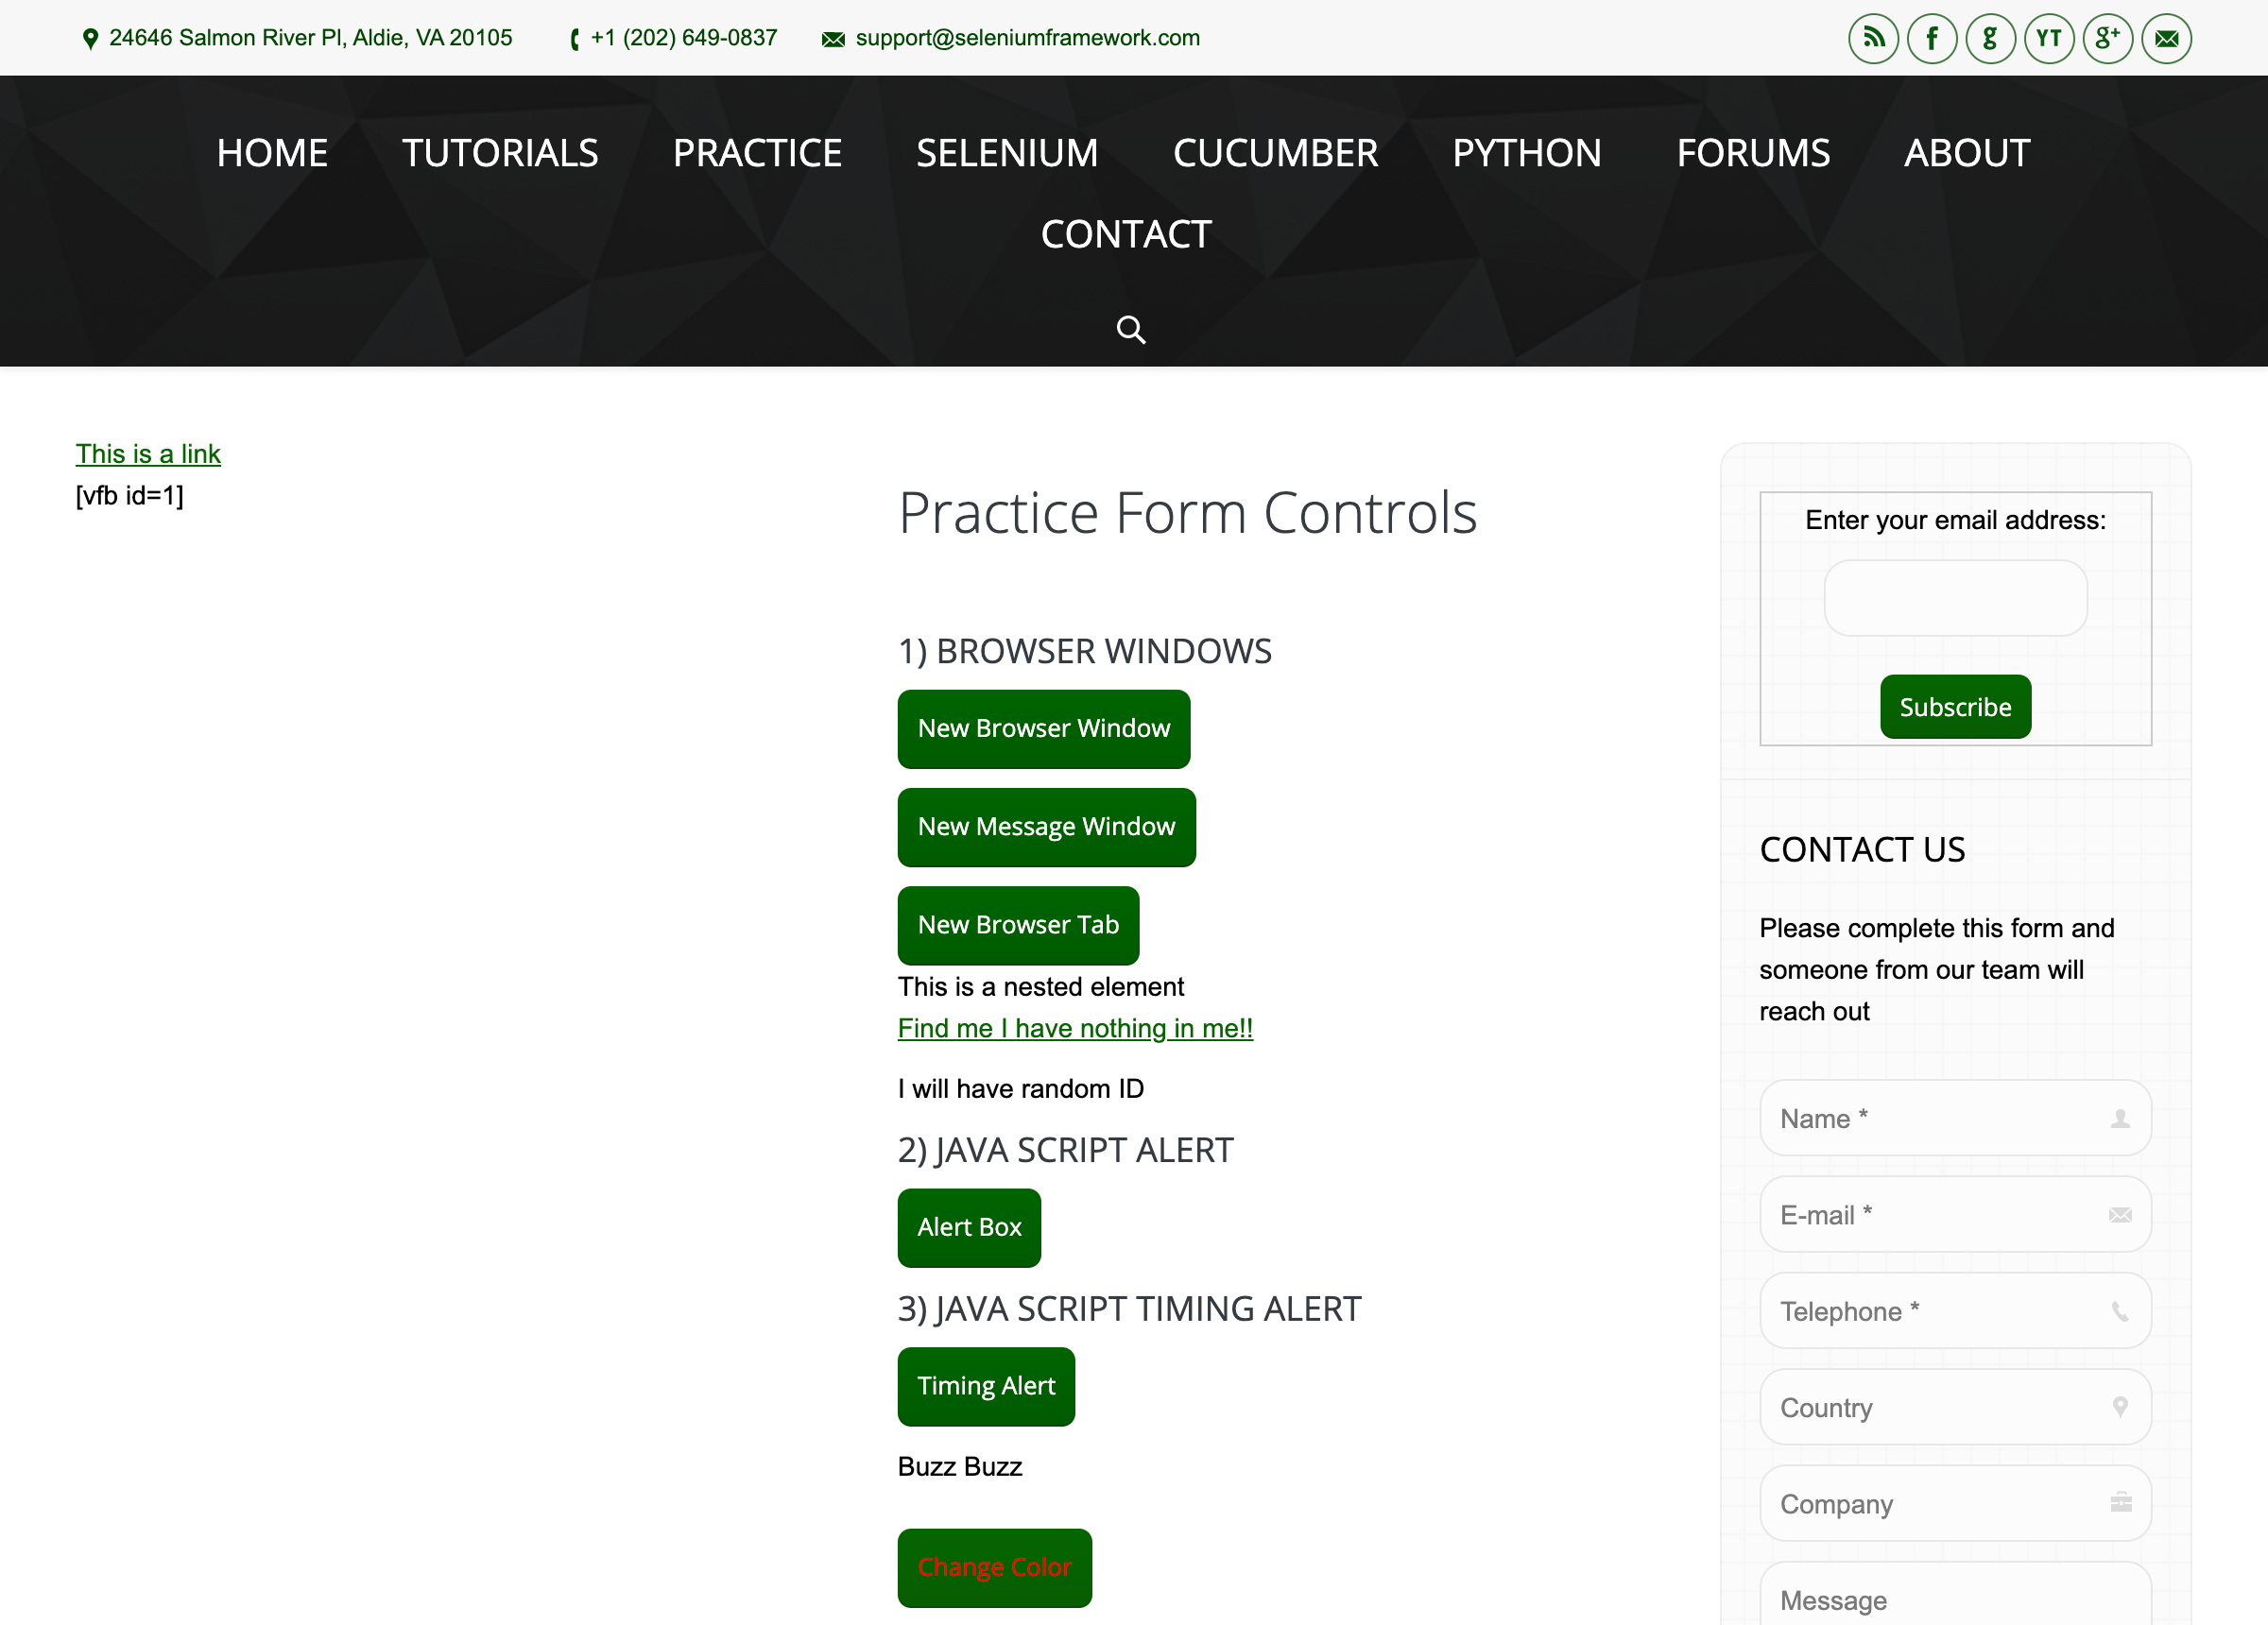 24646 Salmon River Pl, Aldie, VA 20105 +1 (202) 649-0837 support@seleniumframework.com YT g+
HOME TUTORIALS PRACTICE SELENIUM CUCUMBER PYTHON FORUMS ABOUT
CONTACT
This is a link
[vfb id=1]
Practice Form Controls
1) BROWSER WINDOWS
New Browser Window
New Message Window
New Browser Tab
This is a nested element
Find me I have nothing in me!!
I will have random ID
2) JAVA SCRIPT ALERT
Alert Box
3) JAVA SCRIPT TIMING ALERT
Timing Alert
Buzz Buzz
Change Color
Enter your email address:
Subscribe
CONTACT US
Please complete this form and
someone from our team will
reach out
Name *
E-mail *
Telephone *
Country
Company
Message